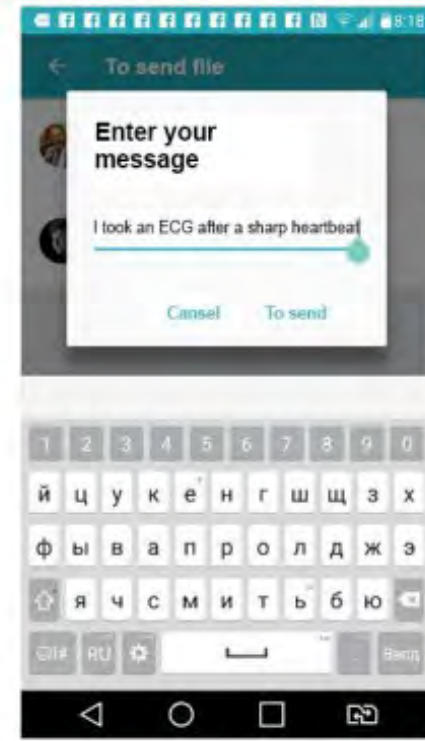 8:18
To send file
Enter your
message
I took an ECG after a sharp heartbeat
Cansel To send
1 2 3 4 5 6 7 8 9 0
й ц у к е н г ш щ з х
ф ы в а п р о л д ж э
я ч с м и т ь б ю
RU Ввод